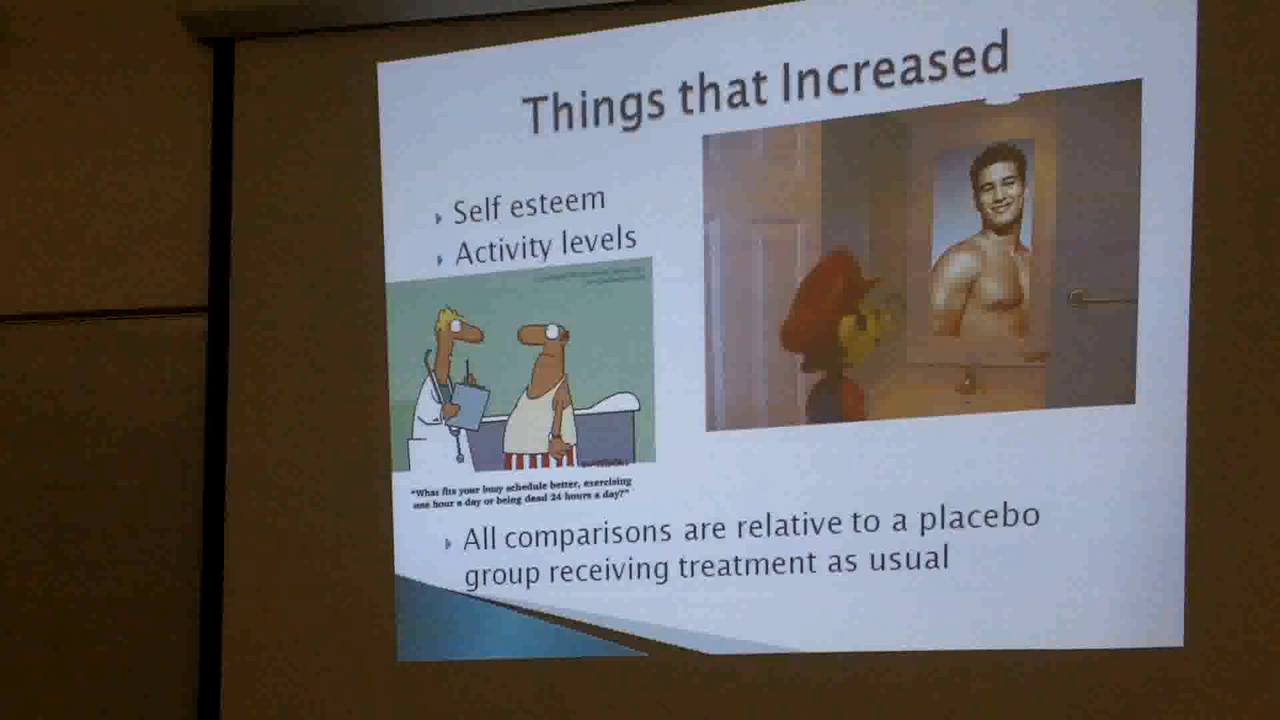 Things that Increased
Self esteem
Activity levels
"What fits your busy schedule better, exercising
one hour a day or being dead 24 hours a day?"
All comparisons are relative to a placebo
group receiving treatment as usual